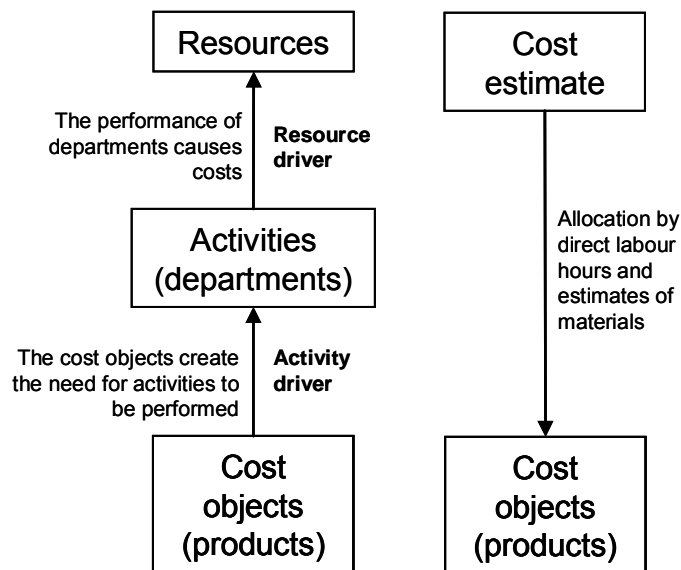 Resources
The performance of
departments causes
costs
Resource
driver
Activities
(departments)
The cost objects create
the need for activities to
be performed
Activity
driver
Cost
objects
(products)
Cost
estimate
Allocation by
direct labour
hours and
estimates of
materials
Cost
objects
(products)